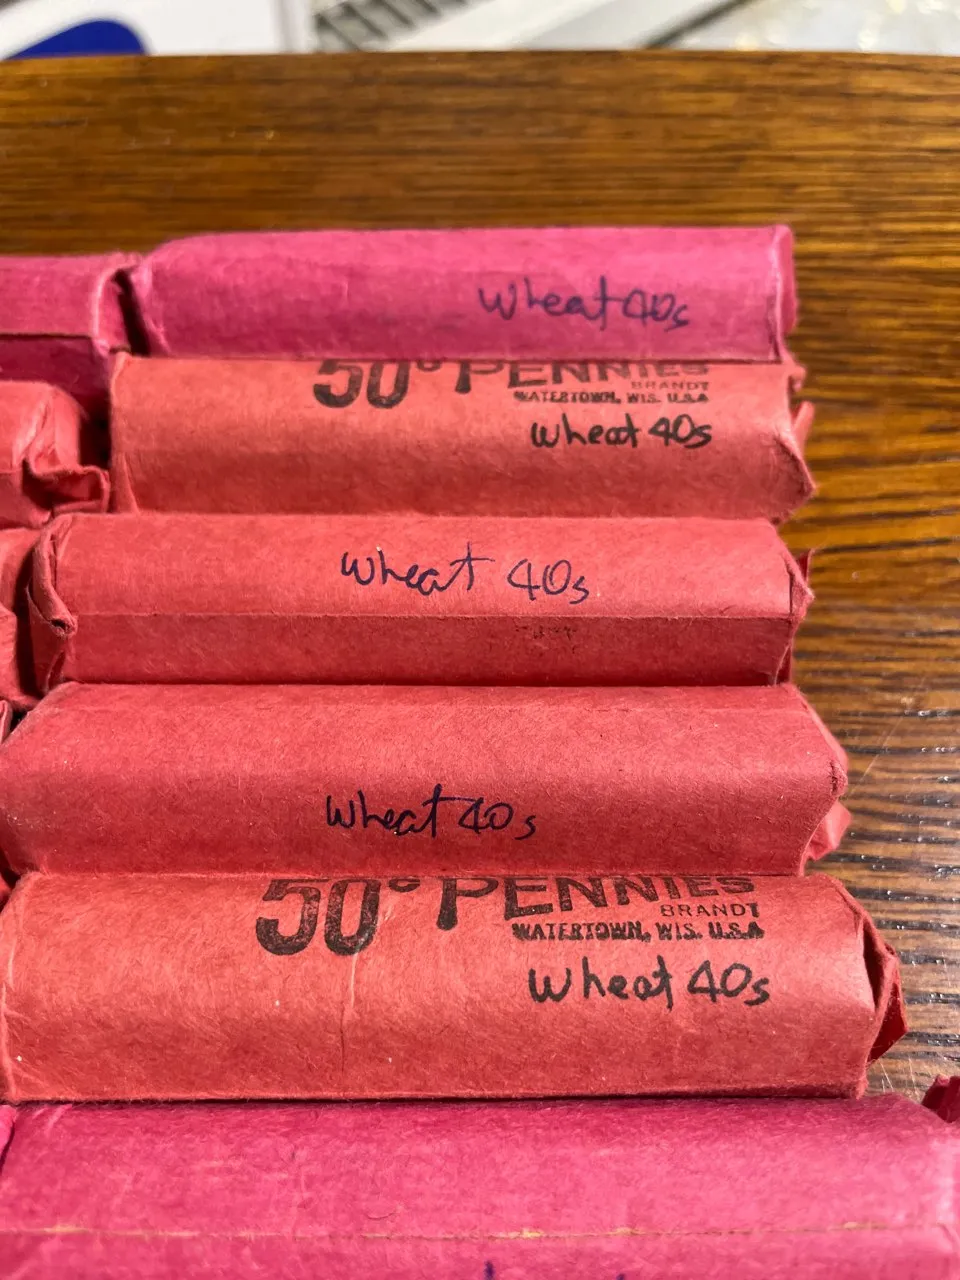 Wheat 40s
50¢ PENNIES
BRANDT
WATERTOWN, WIS. U.S.A
Wheat 40s
Wheat 40s
Wheat 40s
50¢ PENNIES
BRANDT
WATERTOWN, WIS. U.S.A
Wheat 40s